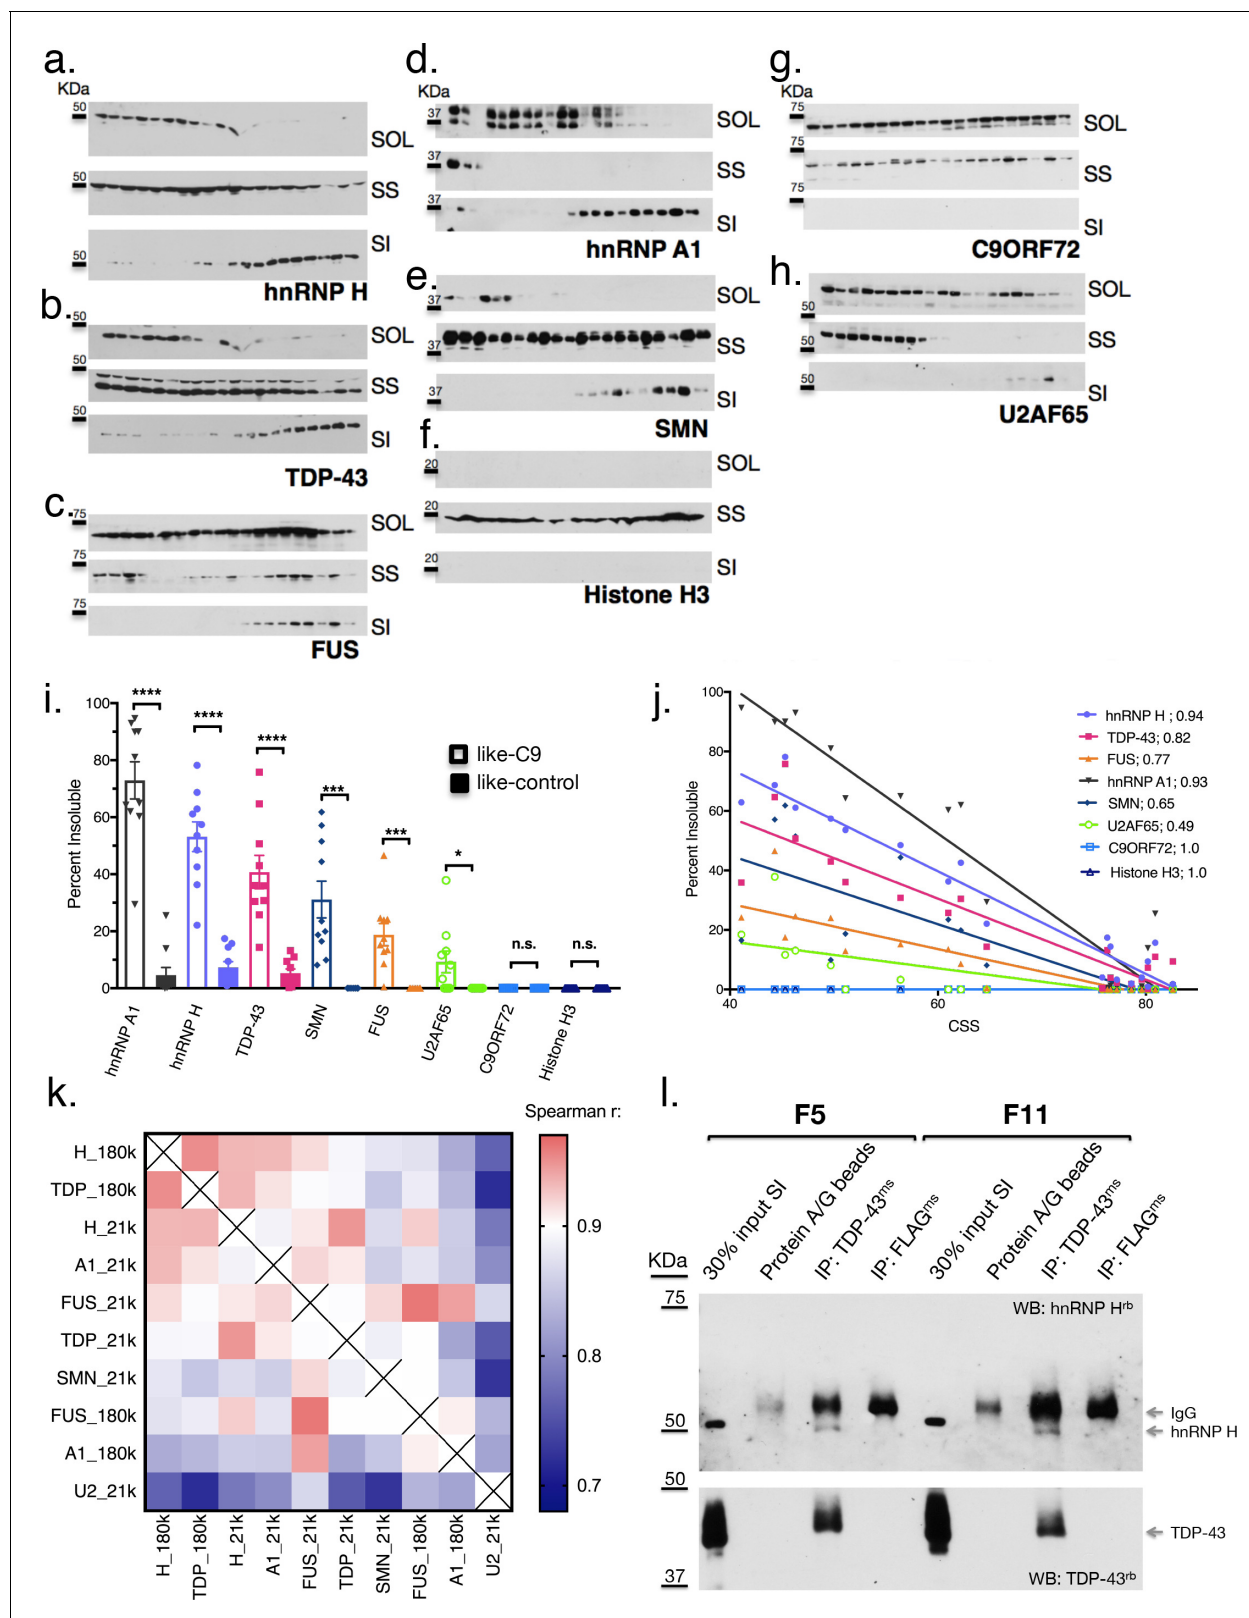 a.
KDa
50
SOL
50
SS
50
SI
hnRNP H
b.
50
SOL
50
SS
50
SI
TDP-43
c.
75
SOL
75
SS
75
SI
FUS
d.
KDa
37
SOL
37
SS
37
SI
hnRNP A1
e.
37
SOL
37
SS
37
SI
SMN
f.
20
SOL
20
SS
20
SI
Histone H3
g.
KDa
75
SOL
75
SS
75
SI
C9ORF72
h.
50
SOL
50
SS
50
SI
U2AF65
i.
Percent Insoluble
100
80
60
40
20
0
****
****
****
***
***
*
n.s.
n.s.
like-C9
like-control
hnRNP A1
hnRNP H
TDP-43
SMN
FUS
U2AF65
C9ORF72
Histone H3
j.
Percent Insoluble
100
80
60
40
20
0
40
60
80
CSS
hnRNP H ; 0.94
TDP-43; 0.82
FUS; 0.77
hnRNP A1; 0.93
SMN; 0.65
U2AF65; 0.49
C9ORF72; 1.0
Histone H3; 1.0
k.
Spearman r:
H_180k
TDP_180k
H_21k
A1_21k
FUS_21k
TDP_21k
SMN_21k
FUS_180k
A1_180k
U2_21k
H_180k
TDP_180k
H_21k
A1_21k
FUS_21k
TDP_21k
SMN_21k
FUS_180k
A1_180k
U2_21k
0.9
0.8
0.7
l.
F5
F11
30% input SI
Protein A/G beads
IP: TDP-43ms
IP: FLAGms
30% input SI
Protein A/G beads
IP: TDP-43ms
IP: FLAGms
KDa
75
WB: hnRNP Hrb
IgG
50
hnRNP H
50
TDP-43
37
WB: TDP-43rb